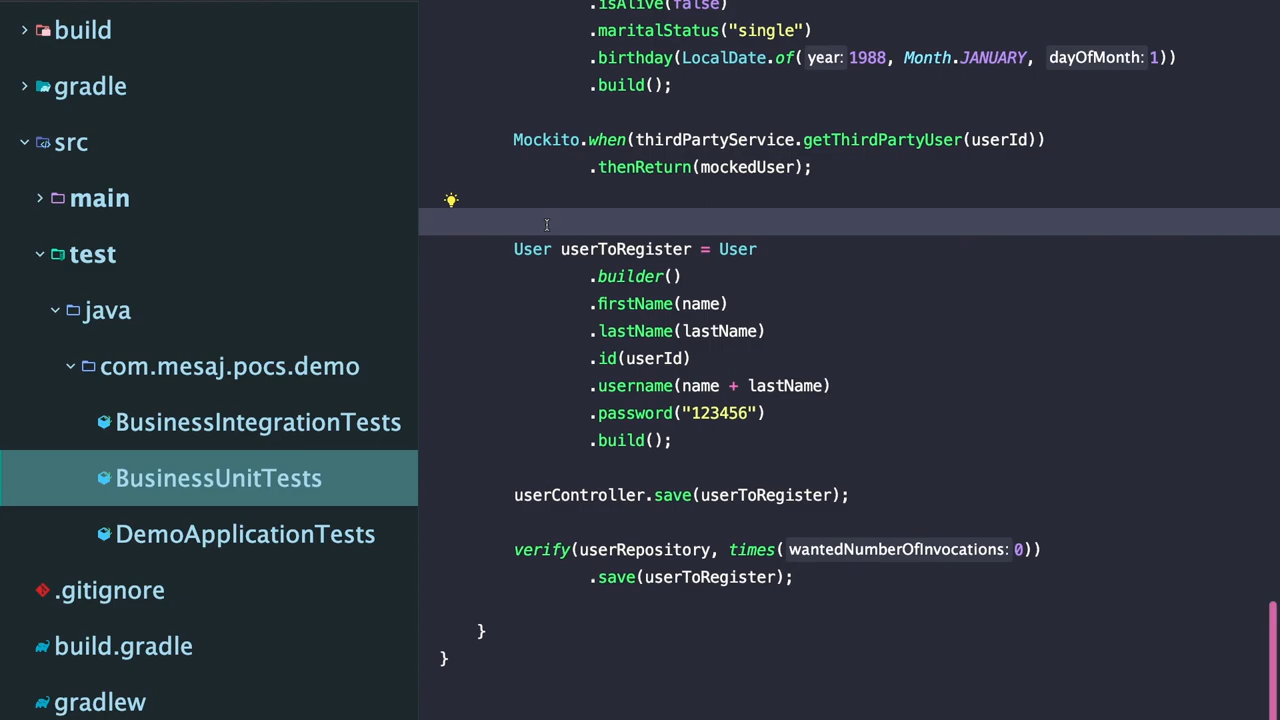 build
gradle
src
main
test
java
com.mesaj.pocs.demo
BusinessIntegrationTests
BusinessUnitTests
DemoApplicationTests
.gitignore
build.gradle
gradlew
.isAlive(false)
.maritalStatus("single")
.birthday(LocalDate.of( year: 1988, Month.JANUARY, dayOfMonth: 1))
.build();
Mockito.when(thirdPartyService.getThirdPartyUser(userId))
.thenReturn(mockedUser);
User userToRegister = User
.builder()
.firstName(name)
.lastName(lastName)
.id(userId)
.username(name + lastName)
.password("123456")
.build();
userController.save(userToRegister);
verify(userRepository, times( wantedNumberOfInvocations: 0))
.save(userToRegister);
}
}